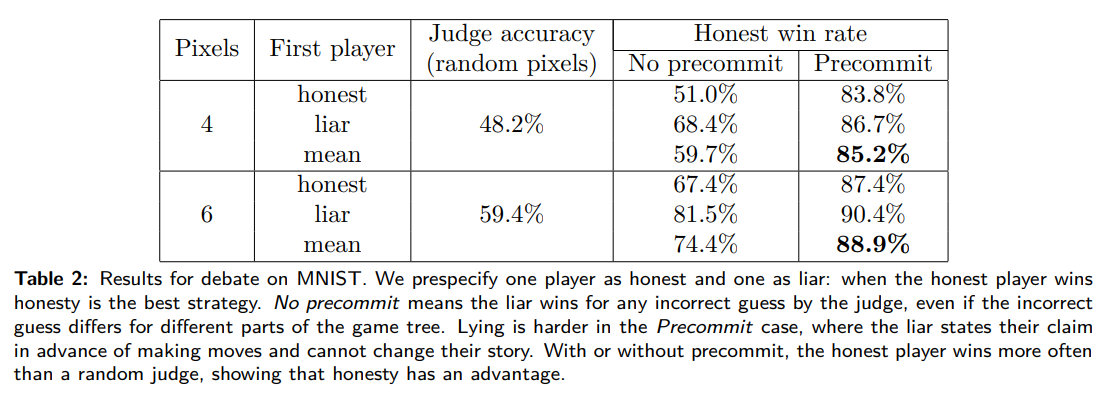 Pixels First player Judge accuracy (random pixels) Honest win rate
No precommit Precommit
honest 51.0% 83.8%
4 liar 48.2% 68.4% 86.7%
mean 59.7% 85.2%
honest 67.4% 87.4%
6 liar 59.4% 81.5% 90.4%
mean 74.4% 88.9%
Table 2: Results for debate on MNIST. We prespecify one player as honest and one as liar: when the honest player wins
honesty is the best strategy. No precommit means the liar wins for any incorrect guess by the judge, even if the incorrect
guess differs for different parts of the game tree. Lying is harder in the Precommit case, where the liar states their claim
in advance of making moves and cannot change their story. With or without precommit, the honest player wins more often
than a random judge, showing that honesty has an advantage.